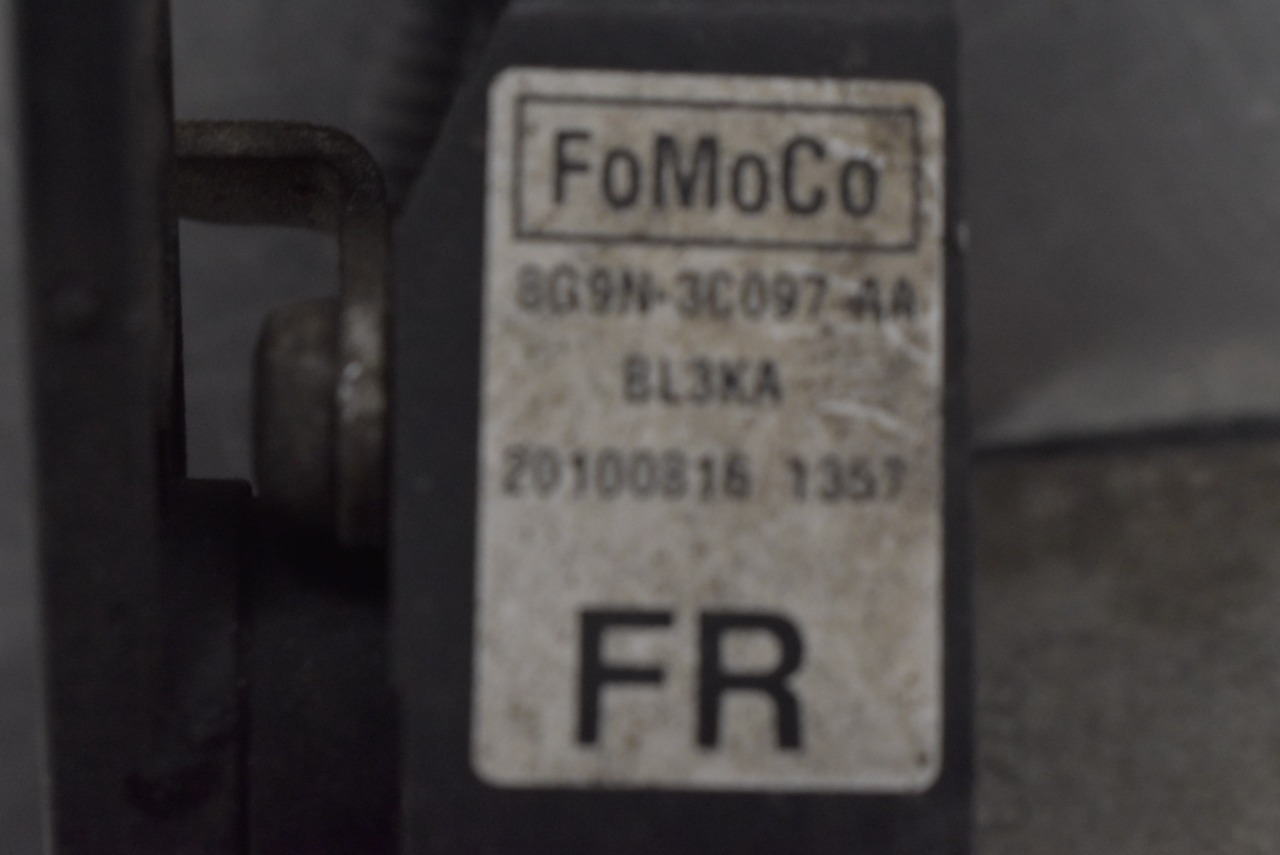 FoMoCo
8G9N-3C097-AA
BL3KA
20100816 1357
FR